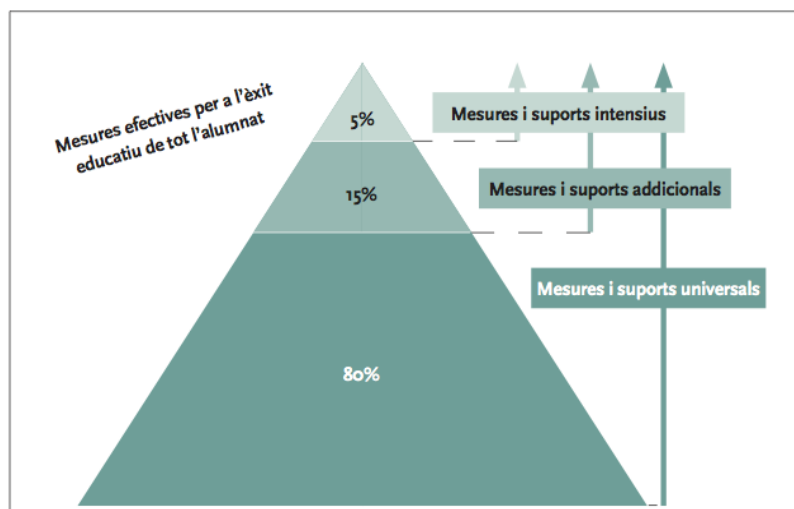 Mesures efectives per a l'èxit
educatiu de tot l'alumnat
5%
Mesures i suports intensius
15%
Mesures i suports addicionals
Mesures i suports universals
80%